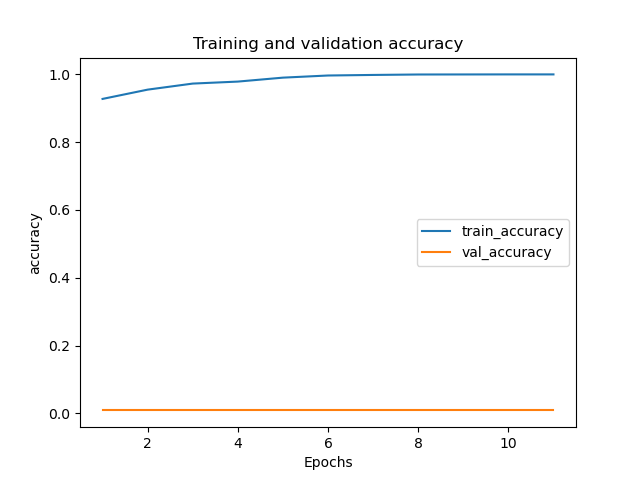 Training and validation accuracy
1.0
0.8
0.6
0.4
0.2
0.0
accuracy
train_accuracy
val_accuracy
2 4 6 8 10
Epochs